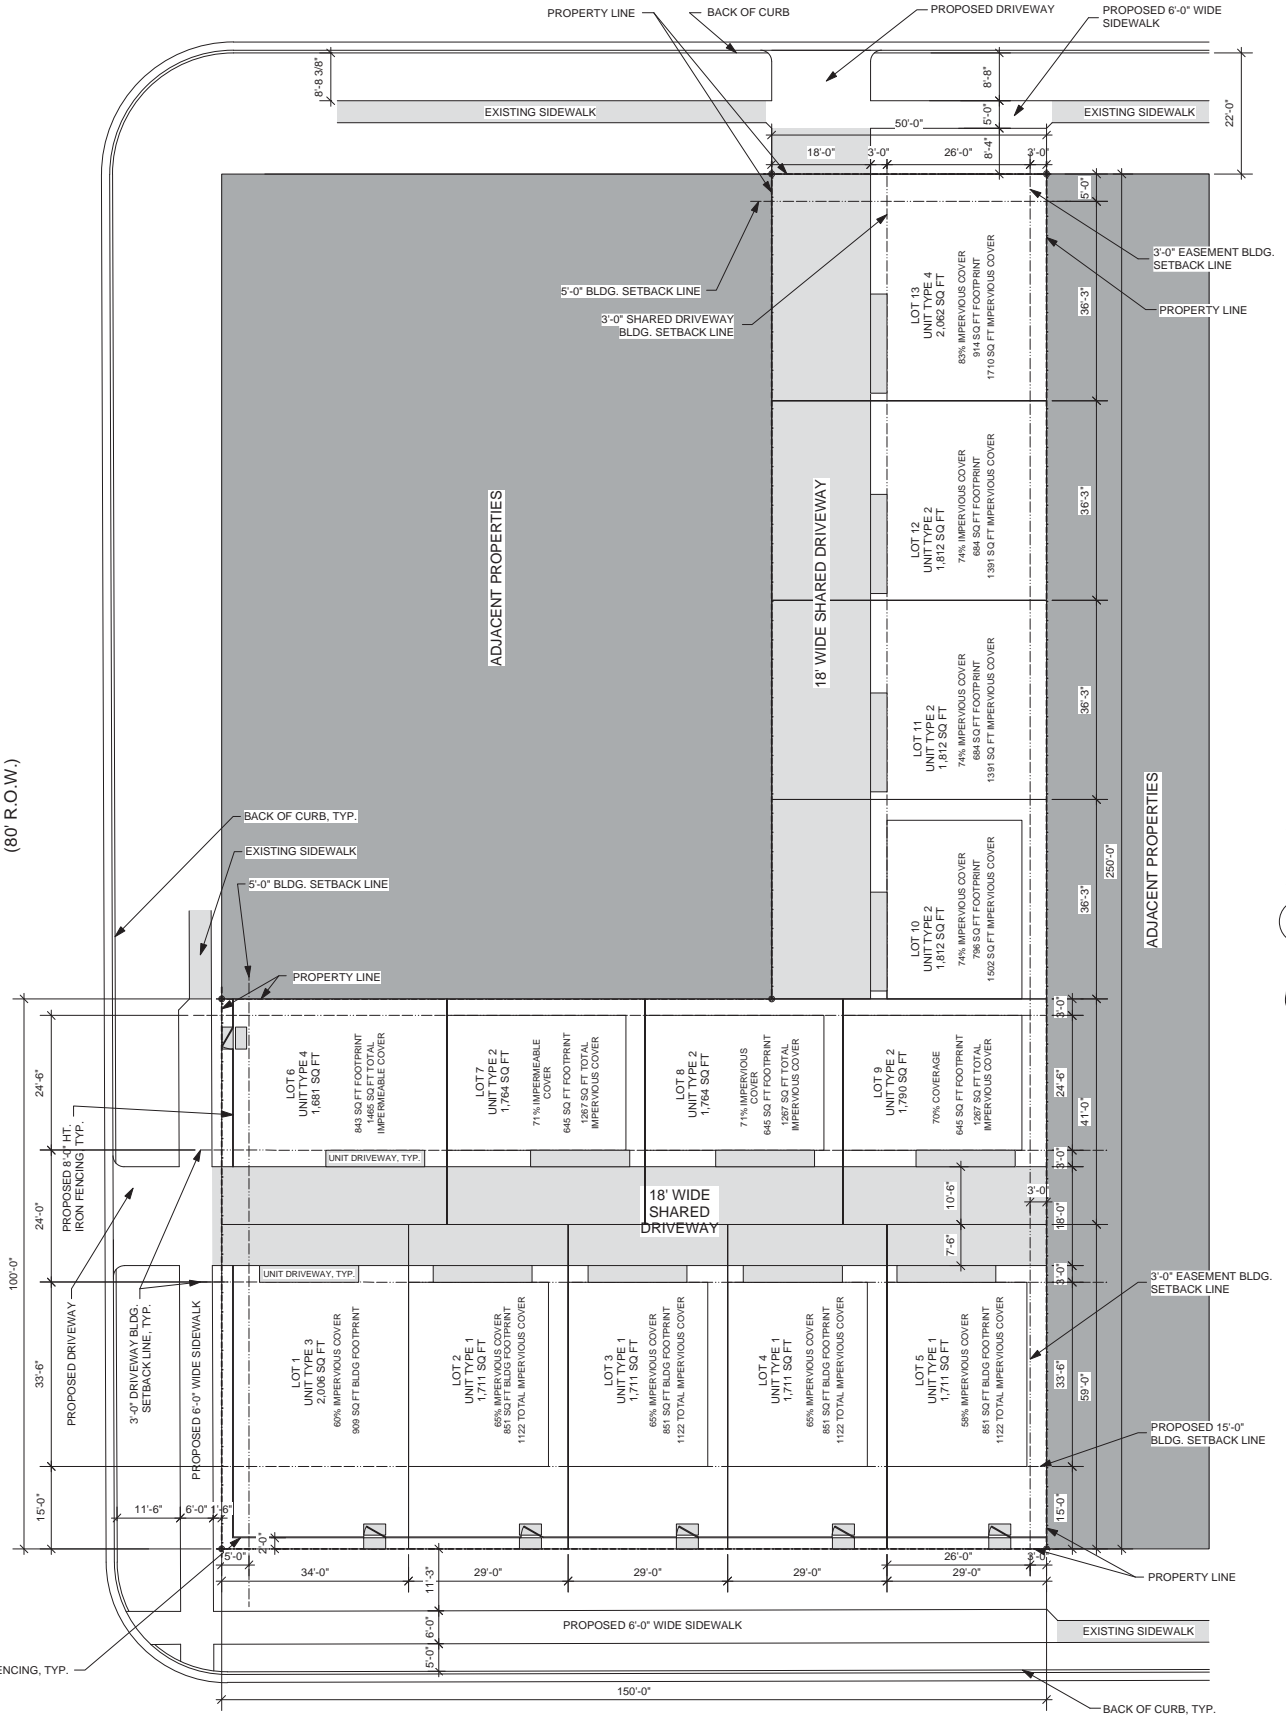 PROPERTY LINE
BACK OF CURB
PROPOSED DRIVEWAY
PROPOSED 6'-0" WIDE
SIDEWALK
8'-8 3/8"
8'-8"
22'-0"
EXISTING SIDEWALK
5'-0"
EXISTING SIDEWALK
50'-0"
8'-4"
18'-0"
3'-0"
26'-0"
3'-0"
5'-0"
3'-0" EASEMENT BLDG.
SETBACK LINE
PROPERTY LINE
5'-0" BLDG. SETBACK LINE
3'-0" SHARED DRIVEWAY
BLDG. SETBACK LINE
LOT 13
UNIT TYPE 4
2,062 SQ FT
83% IMPERVIOUS COVER
914 SQ FT FOOTPRINT
1710 SQ FT IMPERVIOUS COVER
36'-3"
ADJACENT PROPERTIES
18' WIDE SHARED DRIVEWAY
LOT 12
UNIT TYPE 2
1,812 SQ FT
74% IMPERVIOUS COVER
684 SQ FT FOOTPRINT
1391 SQ FT IMPERVIOUS COVER
36'-3"
LOT 11
UNIT TYPE 2
1,812 SQ FT
74% IMPERVIOUS COVER
684 SQ FT FOOTPRINT
1391 SQ FT IMPERVIOUS COVER
36'-3"
(80' R.O.W.)
BACK OF CURB, TYP.
EXISTING SIDEWALK
5'-0" BLDG. SETBACK LINE
PROPERTY LINE
LOT 10
UNIT TYPE 2
1,812 SQ FT
74% IMPERVIOUS COVER
796 SQ FT FOOTPRINT
1502 SQ FT IMPERVIOUS COVER
36'-3"
250'-0"
ADJACENT PROPERTIES
LOT 6
UNIT TYPE 4
1,681 SQ FT
843 SQ FT FOOTPRINT
1465 SQ FT TOTAL
IMPERMEABLE COVER
LOT 7
UNIT TYPE 2
1,764 SQ FT
71% IMPERMEABLE
COVER
645 SQ FT FOOTPRINT
1267 SQ FT TOTAL
IMPERVIOUS COVER
LOT 8
UNIT TYPE 2
1,764 SQ FT
71% IMPERVIOUS
COVER
645 SQ FT FOOTPRINT
1267 SQ FT TOTAL
IMPERVIOUS COVER
LOT 9
UNIT TYPE 2
1,790 SQ FT
70% COVERAGE
645 SQ FT FOOTPRINT
1267 SQ FT TOTAL
IMPERVIOUS COVER
3'-0"
24'-6"
41'-0"
3'-0"
24'-6"
PROPOSED 8'-0" HT.
IRON FENCING, TYP.
UNIT DRIVEWAY, TYP.
18' WIDE
SHARED
DRIVEWAY
10'-6"
3'-0"
18'-0"
7'-6"
3'-0"
24'-0"
100'-0"
UNIT DRIVEWAY, TYP.
PROPOSED DRIVEWAY
3'-0" DRIVEWAY BLDG.
SETBACK LINE, TYP.
PROPOSED 6'-0" WIDE SIDEWALK
33'-6"
LOT 1
UNIT TYPE 3
2,006 SQ FT
60% IMPERVIOUS COVER
909 SQ FT BLDG FOOTPRINT
LOT 2
UNIT TYPE 1
1,711 SQ FT
65% IMPERVIOUS COVER
851 SQ FT BLDG FOOTPRINT
1122 TOTAL IMPERVIOUS COVER
LOT 3
UNIT TYPE 1
1,711 SQ FT
65% IMPERVIOUS COVER
851 SQ FT BLDG FOOTPRINT
1122 TOTAL IMPERVIOUS COVER
LOT 4
UNIT TYPE 1
1,711 SQ FT
65% IMPERVIOUS COVER
851 SQ FT BLDG FOOTPRINT
1122 TOTAL IMPERVIOUS COVER
LOT 5
UNIT TYPE 1
1,711 SQ FT
58% IMPERVIOUS COVER
851 SQ FT BLDG FOOTPRINT
1122 TOTAL IMPERVIOUS COVER
33'-6"
59'-0"
3'-0" EASEMENT BLDG.
SETBACK LINE
PROPOSED 15'-0"
BLDG. SETBACK LINE
15'-0"
15'-0"
11'-6"
6'-0"
1'-6"
2'-0"
5'-0"
26'-0"
3'-0"
34'-0"
29'-0"
29'-0"
29'-0"
29'-0"
PROPERTY LINE
11'-3"
6'-0"
5'-0"
PROPOSED 6'-0" WIDE SIDEWALK
EXISTING SIDEWALK
ENCING, TYP.
150'-0"
BACK OF CURB, TYP.